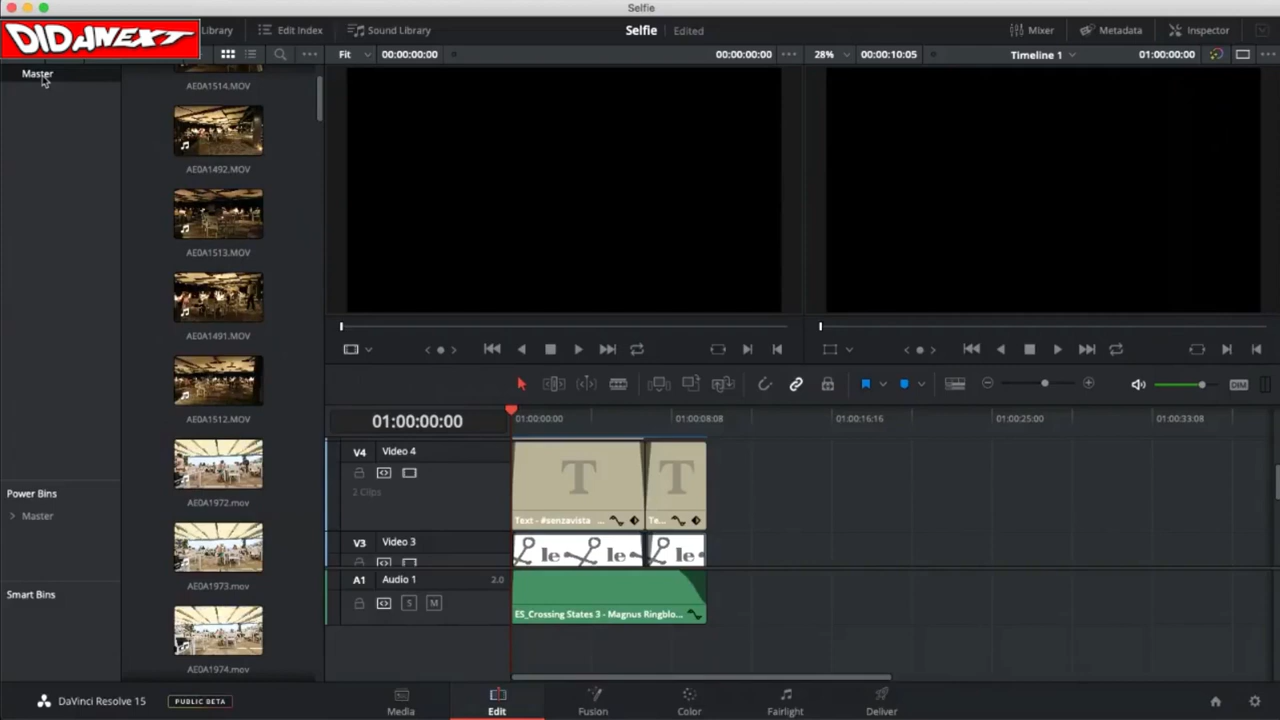 Selfie
DIDANEXT
Library
Edit Index
Sound Library
Selfie
Edited
Mixer
Metadata
Inspector
Fit
00:00:00:00
00:00:00:00
28%
00:00:10:05
Timeline 1
01:00:00:00
Master
AE0A1514.MOV
AE0A1492.MOV
AE0A1513.MOV
AE0A1491.MOV
AE0A1512.MOV
AE0A1972.mov
AE0A1973.mov
AE0A1974.mov
Power Bins
Master
Smart Bins
DIM
01:00:00:00
01:00:00:00
01:00:08:08
01:00:16:16
01:00:25:00
01:00:33:08
V4
Video 4
2 Clips
T
T
Text - #senzavista ...
Te...
V3
Video 3
le
le
le
A1
Audio 1
2.0
S
M
ES_Crossing States 3 - Magnus Ringblo...
DaVinci Resolve 15
PUBLIC BETA
Media
Edit
Fusion
Color
Fairlight
Deliver